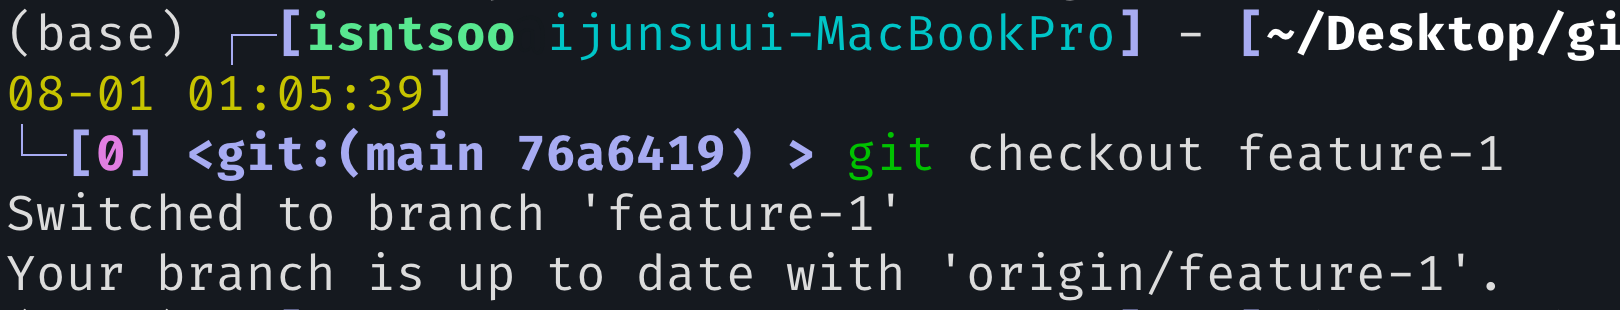 (base) ┌─[isntsoo ijunsuui-MacBookPro] - [~/Desktop/gi
08-01 01:05:39]
└─[0] <git:(main 76a6419) > git checkout feature-1
Switched to branch 'feature-1'
Your branch is up to date with 'origin/feature-1'.